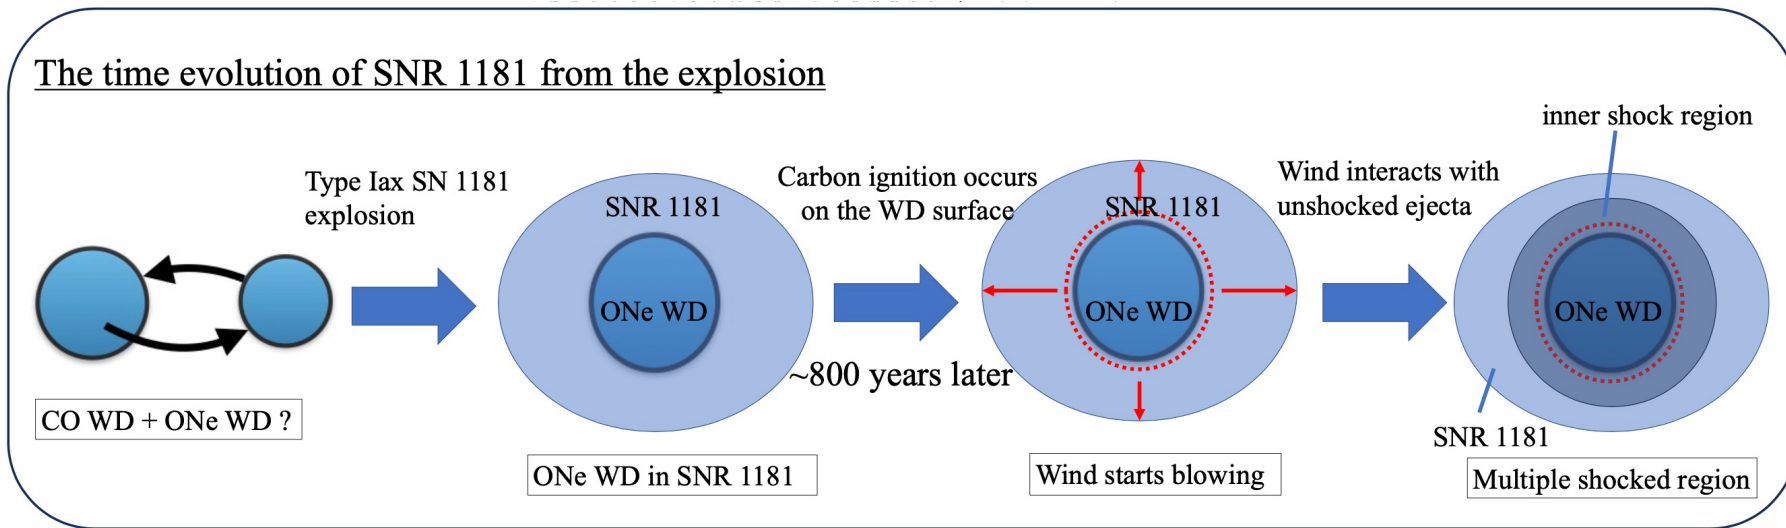 The time evolution of SNR 1181 from the explosion
Type Iax SN 1181
explosion
CO WD + ONe WD ?
SNR 1181
ONe WD
ONe WD in SNR 1181
Carbon ignition occurs
on the WD surface
~800 years later
SNR 1181
ONe WD
Wind starts blowing
Wind interacts with
unshocked ejecta
inner shock region
ONe WD
SNR 1181
Multiple shocked region